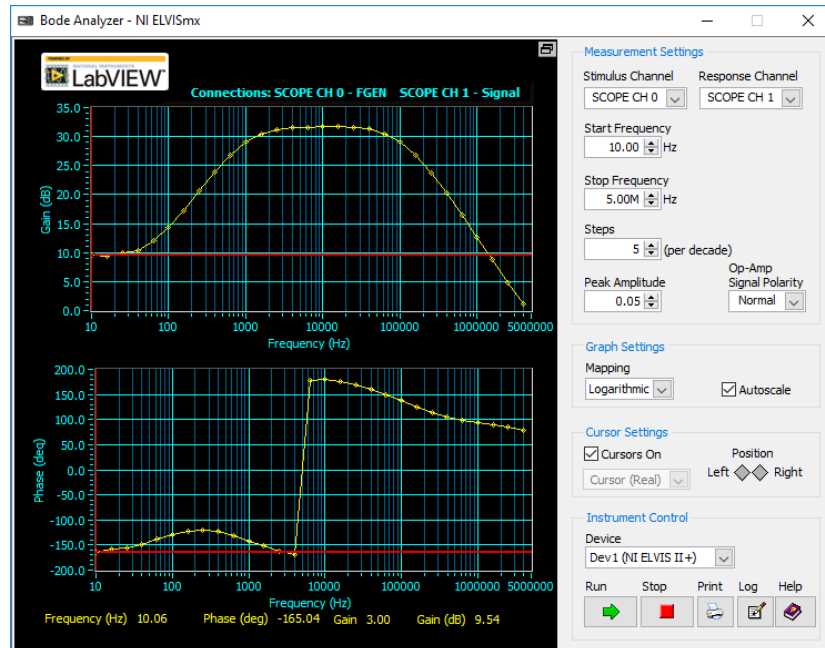 Bode Analyzer - NI ELVISmx
POWERED BY
NATIONAL INSTRUMENTS
LabVIEW™
Connections: SCOPE CH 0 - FGEN SCOPE CH 1 - Signal
35.0
30.0
25.0
20.0
15.0
10.0
5.0
0.0
Gain (dB)
10 100 1000 10000 100000 1000000 5000000
Frequency (Hz)
200.0
150.0
100.0
50.0
0.0
-50.0
-100.0
-150.0
-200.0
Phase (deg)
10 100 1000 10000 100000 1000000 5000000
Frequency (Hz)
Frequency (Hz) 10.06 Phase (deg) -165.04 Gain 3.00 Gain (dB) 9.54
Measurement Settings
Stimulus Channel Response Channel
SCOPE CH 0 SCOPE CH 1
Start Frequency
10.00 Hz
Stop Frequency
5.00M Hz
Steps
5 (per decade)
Peak Amplitude
0.05
Op-Amp
Signal Polarity
Normal
Graph Settings
Mapping
Logarithmic Autoscale
Cursor Settings
Cursors On Position
Cursor (Real) Left Right
Instrument Control
Device
Dev1 (NI ELVIS II+)
Run Stop Print Log Help